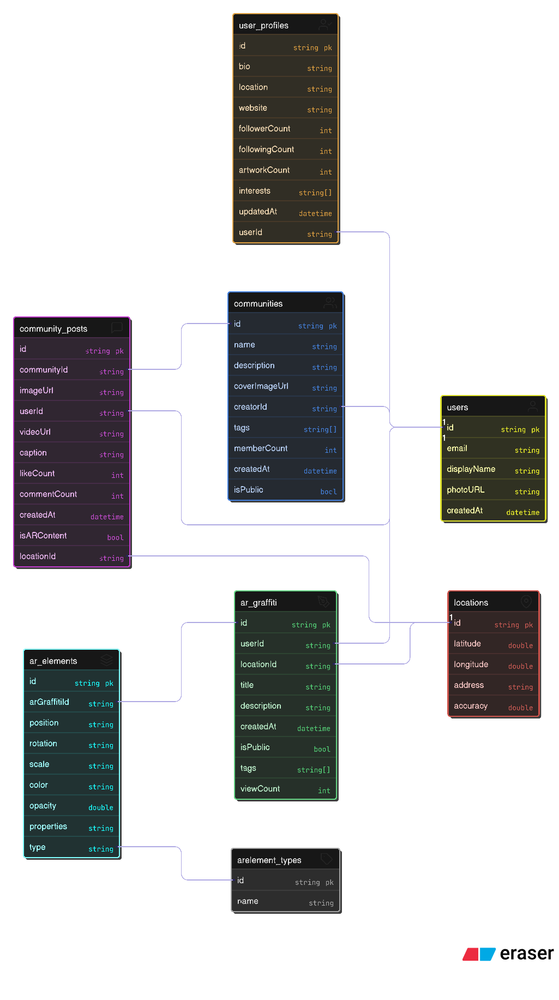 user_profiles
id string pk
bio string
location string
website string
followerCount int
followingCount int
artworkCount int
interests string[]
updatedAt datetime
userId string
communities
id string pk
name string
description string
coverImageUrl string
creatorId string
tags string[]
memberCount int
createdAt datetime
isPublic bool
community_posts
id string pk
communityId string
imageUrl string
userId string
videoUrl string
caption string
likeCount int
commentCount int
createdAt datetime
isARContent bool
locationId string
users
1
id string pk
1
email string
displayName string
photoURL string
createdAt datetime
ar_graffiti
id string pk
userId string
locationId string
title string
description string
createdAt datetime
isPublic bool
tags string[]
viewCount int
locations
1
id string pk
latitude double
longitude double
address string
accuracy double
ar_elements
id string pk
arGraffitiId string
position string
rotation string
scale string
color string
opacity double
properties string
type string
arelement_types
id string pk
name string
eraser